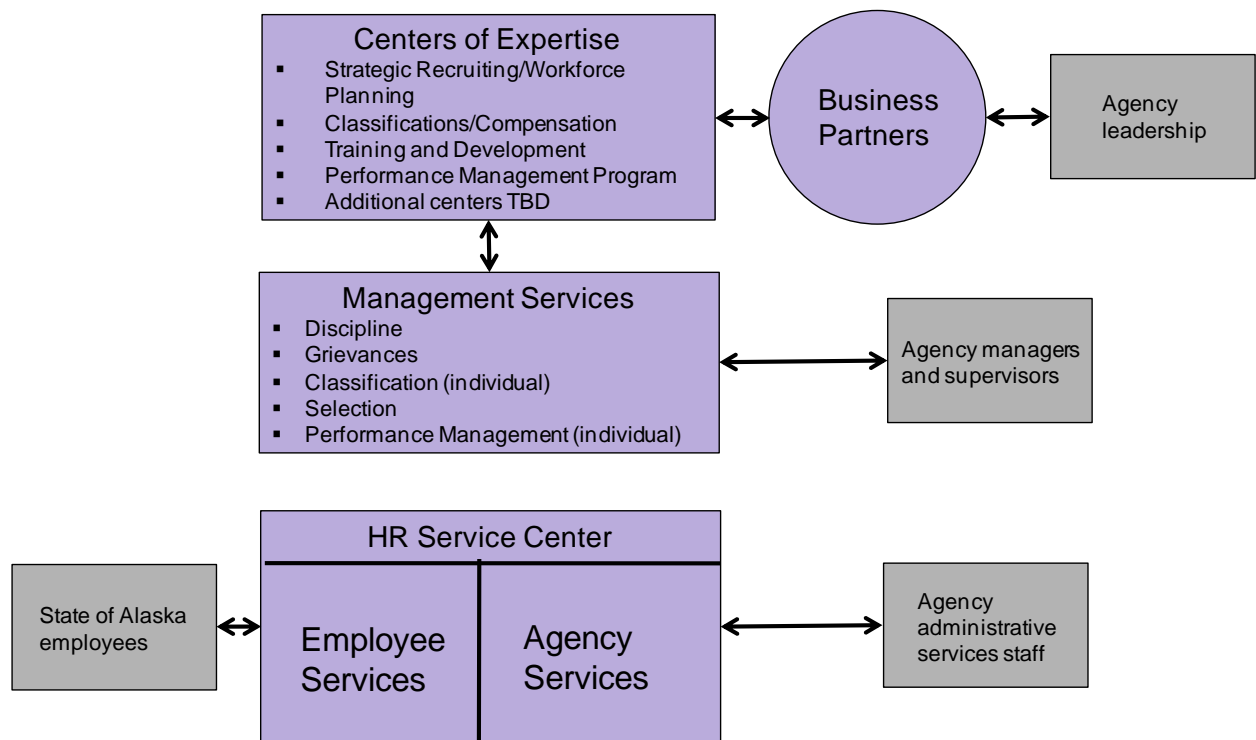 Centers of Expertise
▪ Strategic Recruiting/Workforce
Planning
▪ Classifications/Compensation
▪ Training and Development
▪ Performance Management Program
▪ Additional centers TBD
Business
Partners
Agency
leadership
Management Services
▪ Discipline
▪ Grievances
▪ Classification (individual)
▪ Selection
▪ Performance Management (individual)
Agency managers
and supervisors
HR Service Center
State of Alaska
employees
Employee
Services
Agency
Services
Agency
administrative
services staff